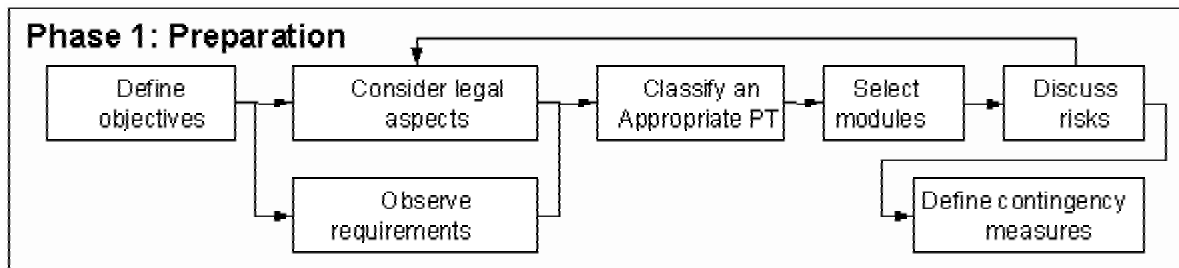 Phase 1: Preparation
Define
objectives
Consider legal
aspects
Classify an
Appropriate PT
Select
modules
Discuss
risks
Observe
requirements
Define contingency
measures